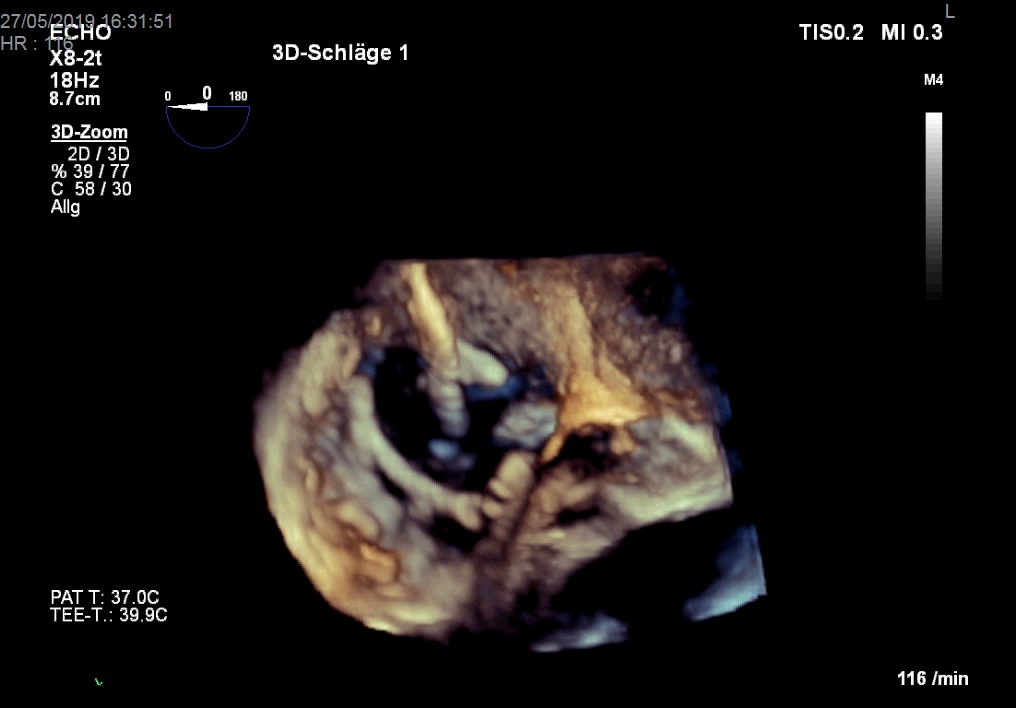 27/05/2019 16:31:51
HR : 116
ECHO
X8-2t
18Hz
8.7cm
3D-Zoom
2D / 3D
% 39 / 77
C 58 / 30
Allg
0 0 180
3D-Schläge 1
TIS0.2 MI 0.3
L
M4
PAT T: 37.0C
TEE-T.: 39.9C
116 /min